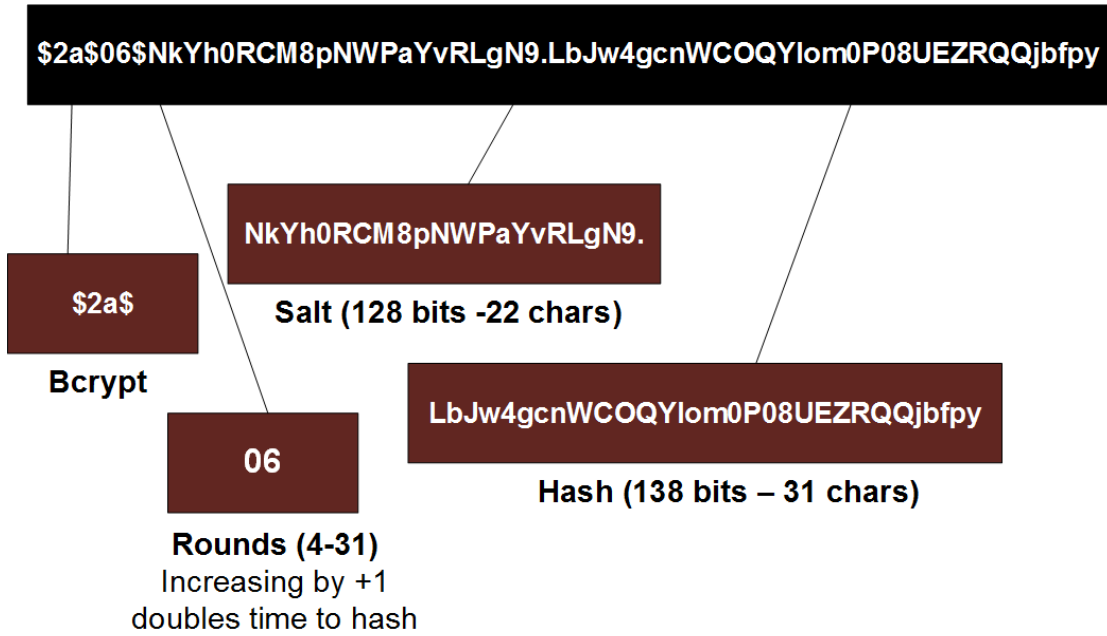 $2a$06$NkYh0RCM8pNWPaYvRLgN9.LbJw4gcnWCOQYIom0P08UEZRQQjbfpy
NkYh0RCM8pNWPaYvRLgN9.
Salt (128 bits -22 chars)
$2a$
Bcrypt
LbJw4gcnWCOQYIom0P08UEZRQQjbfpy
Hash (138 bits – 31 chars)
06
Rounds (4-31)
Increasing by +1
doubles time to hash